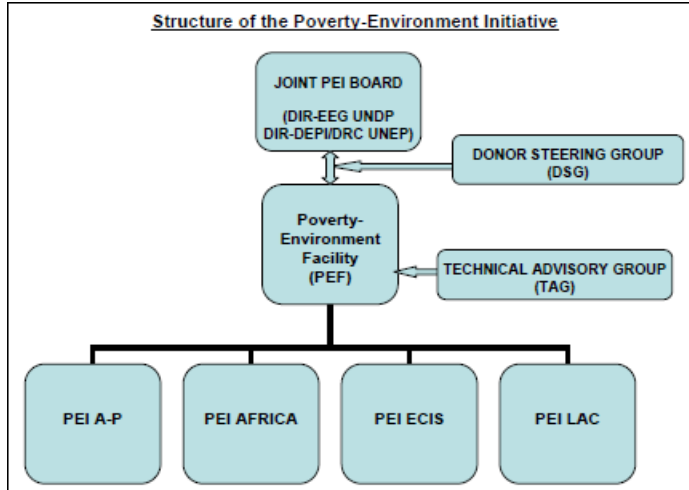 Structure of the Poverty-Environment Initiative
JOINT PEI BOARD
(DIR-EEG UNDP
DIR-DEPI/DRC UNEP)
DONOR STEERING GROUP
(DSG)
Poverty-
Environment
Facility
(PEF)
TECHNICAL ADVISORY GROUP
(TAG)
PEI A-P
PEI AFRICA
PEI ECIS
PEI LAC